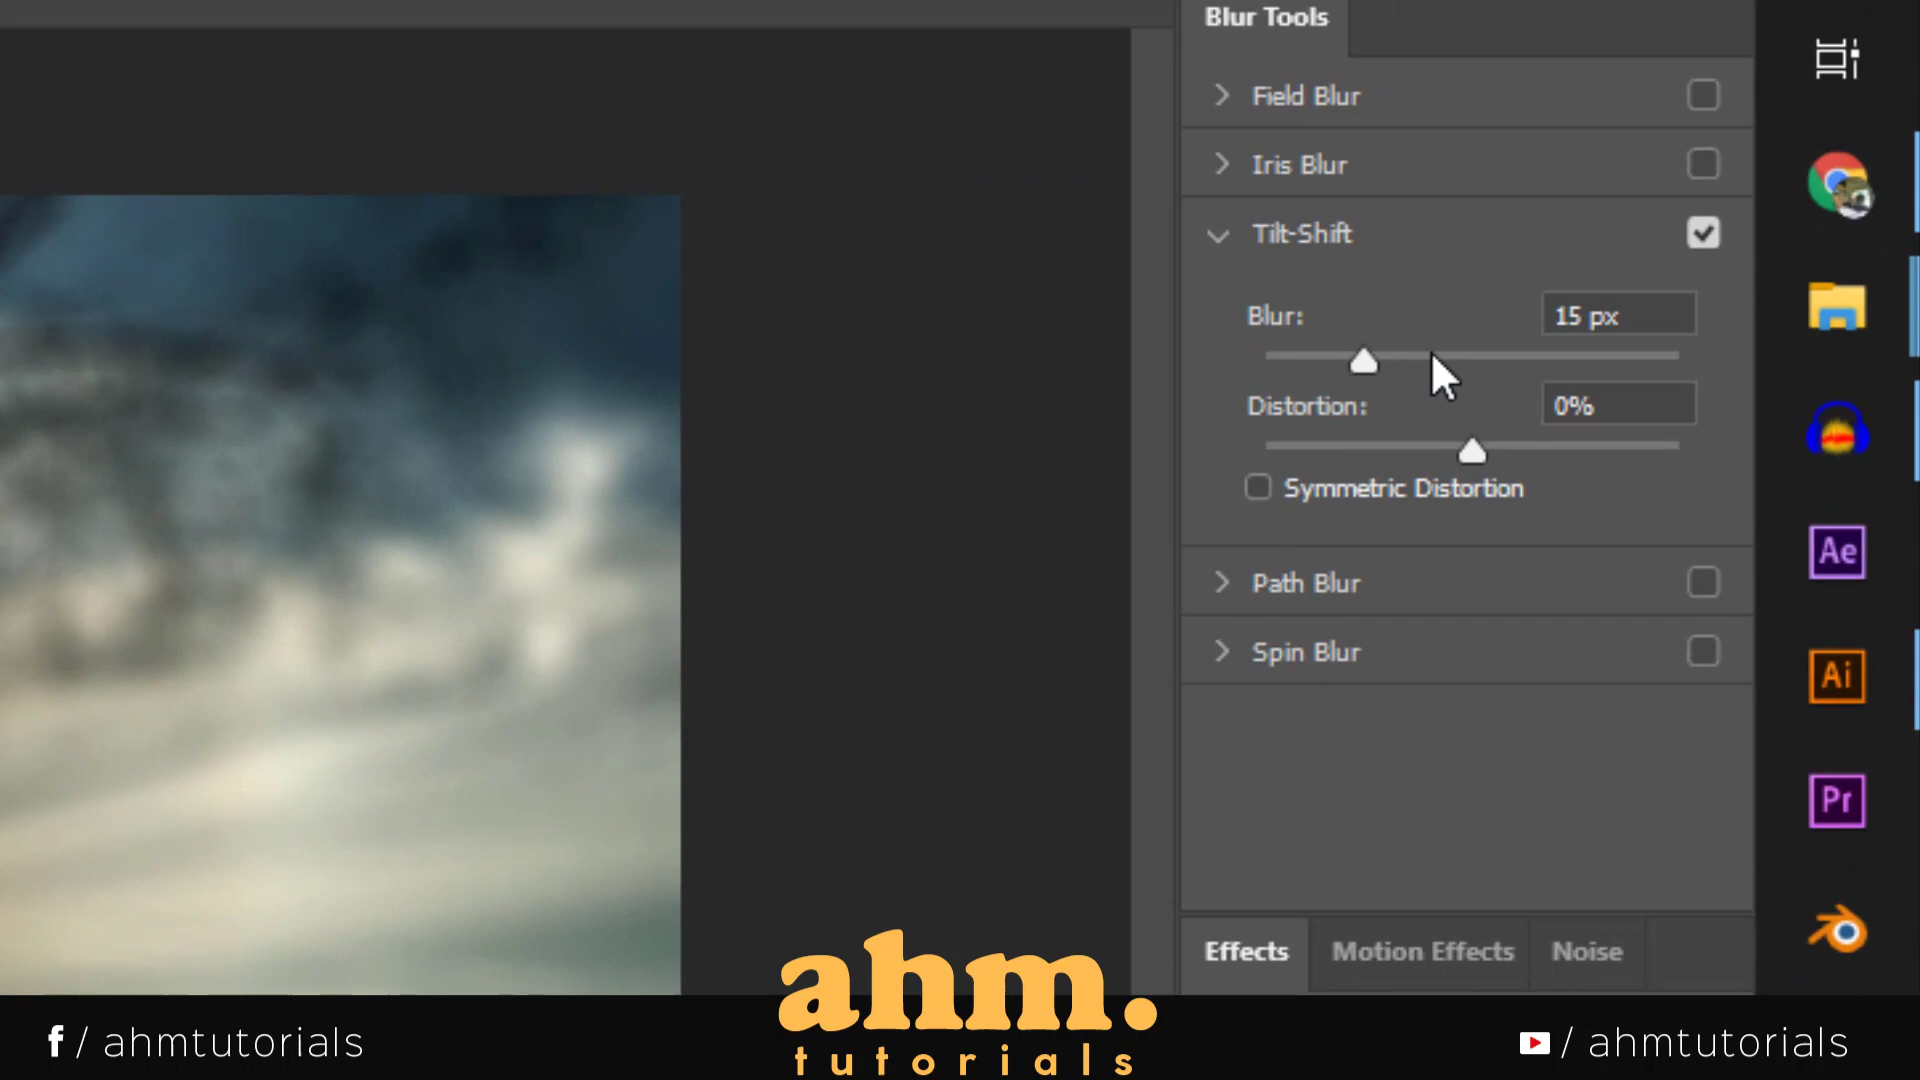 Blur Tools
Field Blur
Iris Blur
Tilt-Shift
Blur:
15 px
Distortion:
0%
Symmetric Distortion
Path Blur
Spin Blur
Effects
Motion Effects
Noise
Ae
Ai
Pr
f / ahmtutorials
ahm.
tutorials
/ ahmtutorials